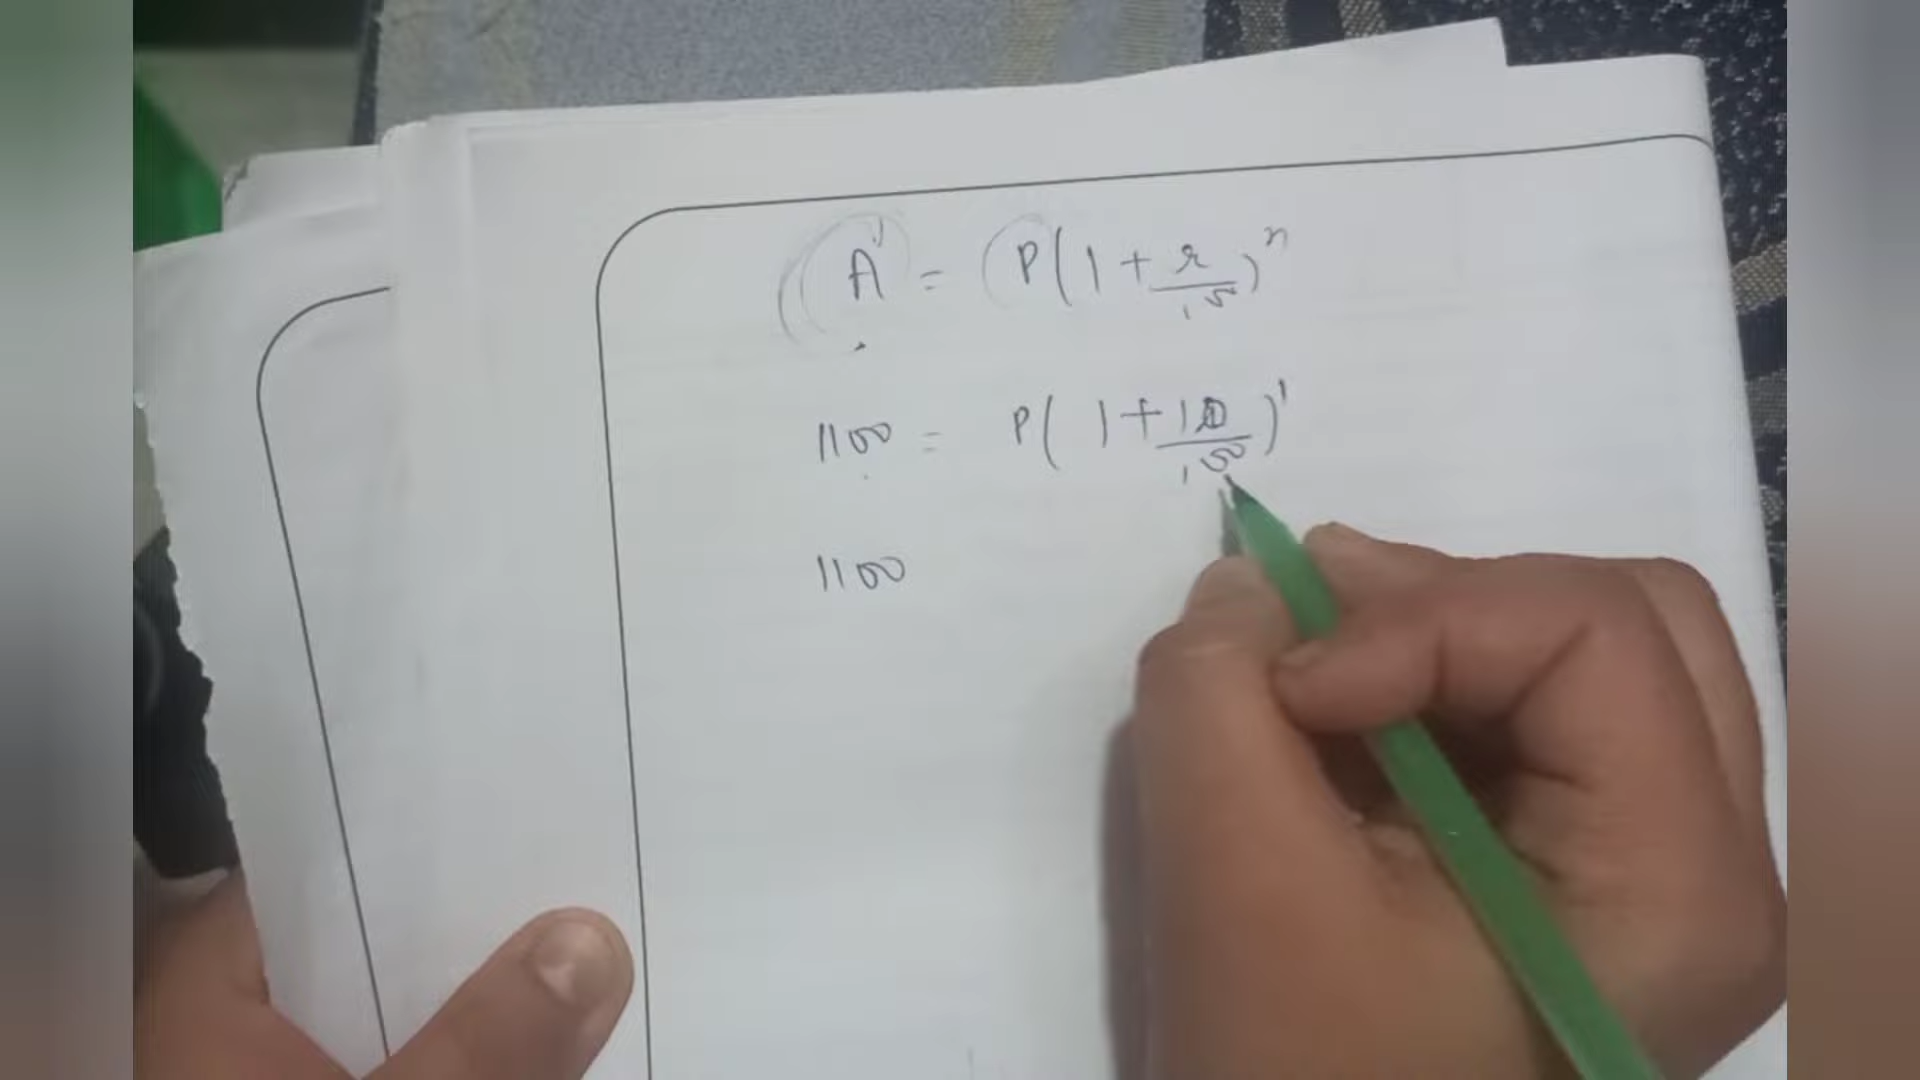 A = P(1+r/100)^n
1100 = P(1+10/100)^1
1100